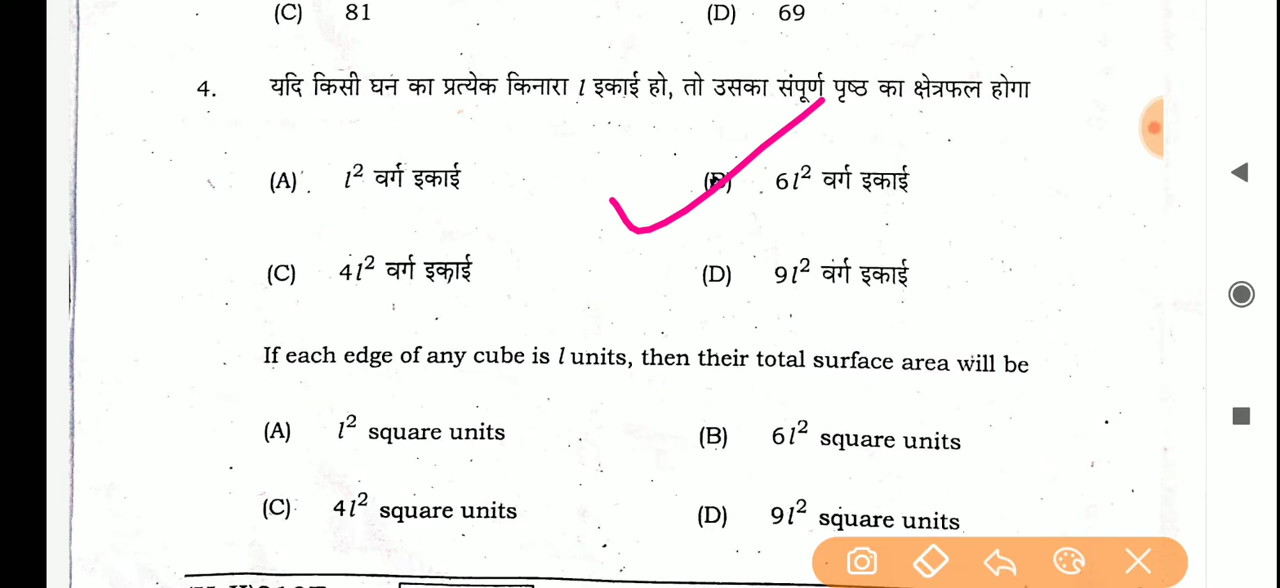 (C) 81 (D) 69
4. यदि किसी घन का प्रत्येक किनारा l इकाई हो, तो उसका संपूर्ण पृष्ठ का क्षेत्रफल होगा
(A) l² वर्ग इकाई (B) 6l² वर्ग इकाई
(C) 4l² वर्ग इकाई (D) 9l² वर्ग इकाई
If each edge of any cube is l units, then their total surface area will be
(A) l² square units (B) 6l² square units
(C) 4l² square units (D) 9l² square units